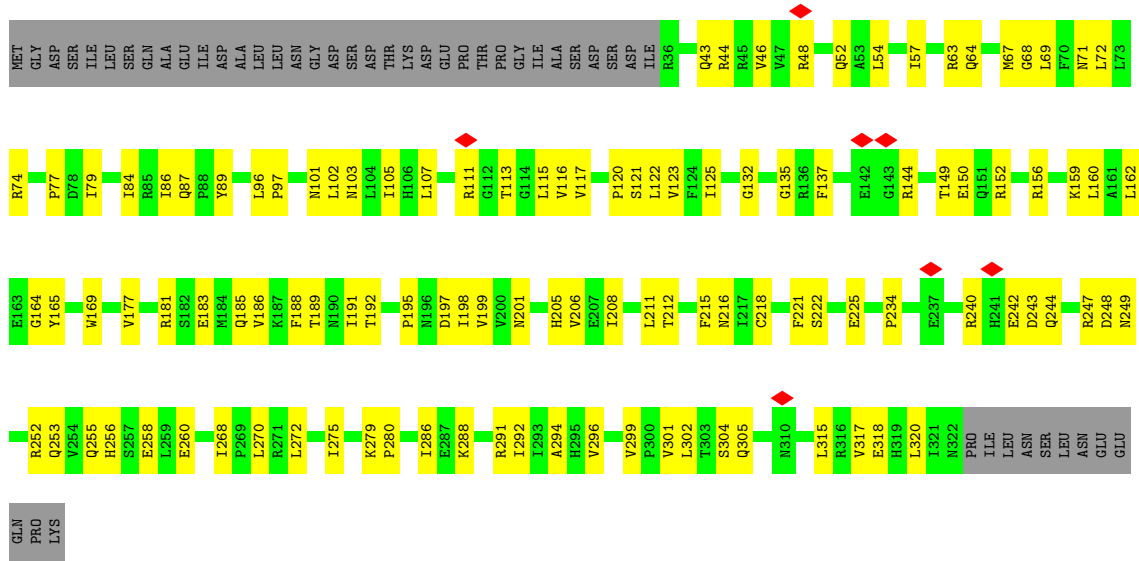 MET GLY ASP SER ILE LEU SER GLN ALA GLU ILE ASP ALA LEU LEU ASN GLY ASP SER ASP THR LYS ASP GLU PRO THR PRO GLY ILE ALA SER ASP SER ASP ILE R36 Q43 R44 R45 V46 V47 R48 Q52 A53 L54 I57 R63 Q64 M67 G68 L69 F70 N71 L72 L73
R74 P77 D78 I79 I84 R85 I86 Q87 P88 Y89 L96 P97 N101 L102 N103 L104 I105 H106 L107 R111 G112 T113 G114 L115 V116 V117 P120 S121 L122 V123 F124 I125 G132 G135 R136 F137 E142 G143 R144 T149 E150 Q151 R152 R156 K159 L160 A161 L162
E163 G164 Y165 W169 V177 R181 S182 E183 M184 Q185 V186 K187 F188 T189 N190 I191 T192 P195 N196 D197 I198 V199 V200 N201 H205 V206 E207 I208 L211 T212 F215 N216 I217 C218 F221 S222 E225 P234 E237 R240 H241 E242 D243 Q244 R247 D248 N249
R252 Q253 V254 Q255 H256 S257 E258 L259 E260 I268 P269 L270 R271 L272 I275 K279 P280 I286 E287 K288 R291 I292 I293 A294 H295 V296 V299 P300 V301 L302 T303 S304 Q305 N310 L315 R316 V317 E318 H319 L320 I321 N322 PRO ILE LEU ASN SER LEU ASN GLU GLU
GLN PRO LYS